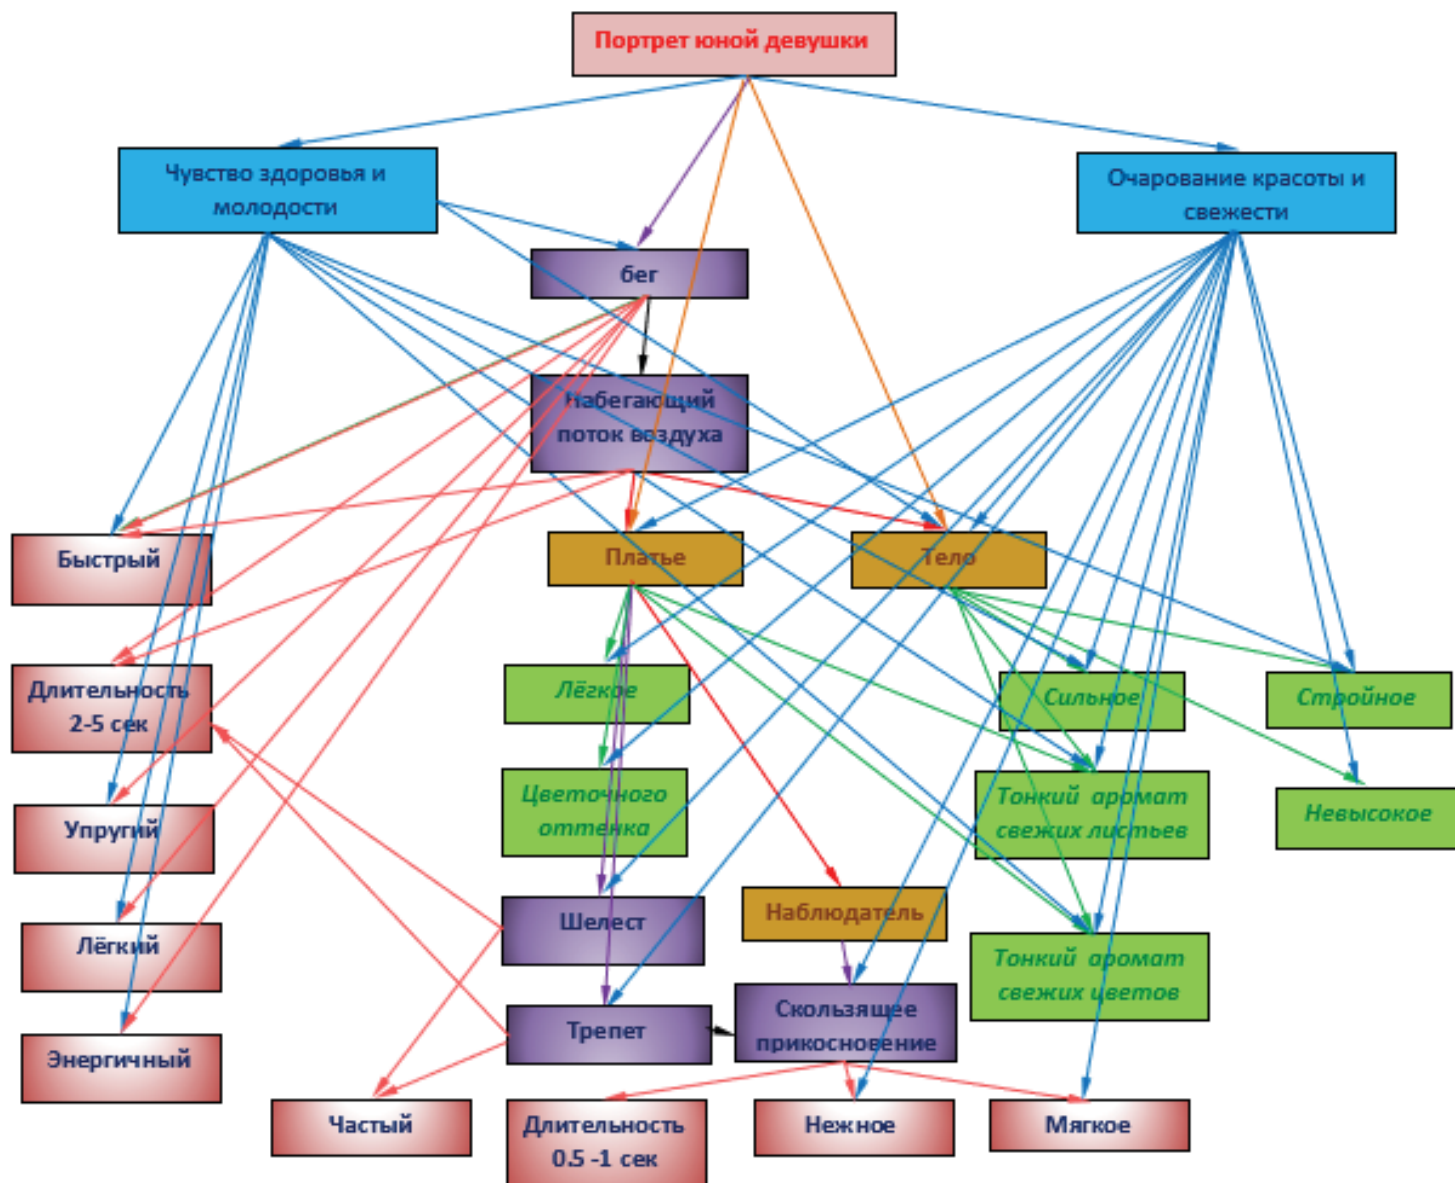 Портрет юной девушки
Чувство здоровья и
молодости
Очарование красоты и
свежести
бег
Набегающий
поток воздуха
Быстрый
Платье
Тело
Длительность
2-5 сек
Лёгкое
Сильное
Стройное
Упругий
Цветочного
оттенка
Тонкий аромат
свежих листьев
Невысокое
Лёгкий
Шелест
Наблюдатель
Тонкий аромат
свежих цветов
Энергичный
Трепет
Скользящее
прикосновение
Частый
Длительность
0.5 -1 сек
Нежное
Мягкое